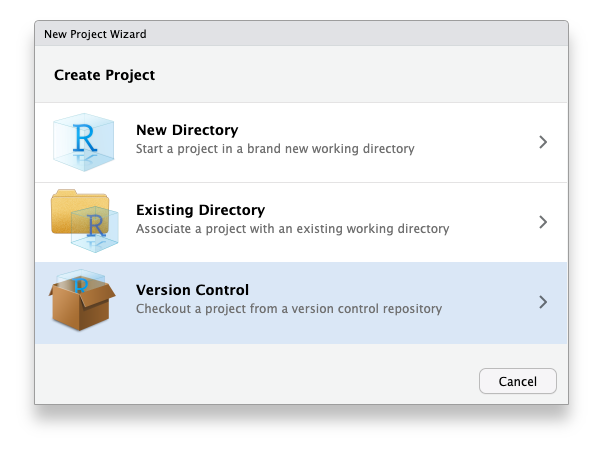 New Project Wizard
Create Project
R
New Directory
Start a project in a brand new working directory
R
Existing Directory
Associate a project with an existing working directory
R
Version Control
Checkout a project from a version control repository
Cancel